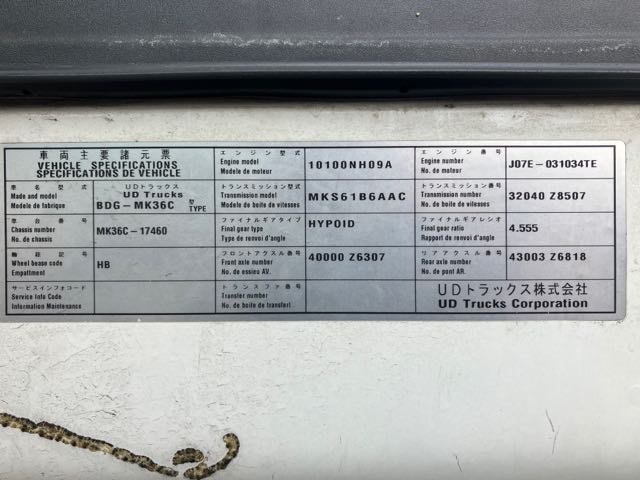 車両主要諸元票
VEHICLE SPECIFICATIONS
SPECIFICATIONS DE VEHICLE
エンジン型式
Engine model
Modele de moteur
10100NH09A
エンジン番号
Engine number
No. de moteur
J07E-031034TE
車名型式
Made and model
Modele de fabrique
UDトラックス
UD Trucks
BDG-MK36C
型
TYPE
トランスミッション型式
Transmission model
Modele de boite de vitesses
MKS61B6AAC
トランスミッション番号
Transmission number
No. de boite de vitesses
32040 Z8507
車台番号
Chassis number
No. de chassis
MK36C-17460
ファイナルギアタイプ
Final gear type
Type de renvoi d'angle
HYPOID
ファイナルギアレシオ
Final gear ratio
Rapport de renvoi d'angle
4.555
軸距記号
Wheel base code
Empattment
HB
フロントアクスル番号
Front axle number
No. de essieu AV.
40000 Z6307
リアアクスル番号
Rear axle number
No. de pont AR.
43003 Z6818
サービスインフォコード
Service Info Code
Information Maintenance
トランスファ番号
Transfer number
No. de boite de transferl
UDトラックス株式会社
UD Trucks Corporation